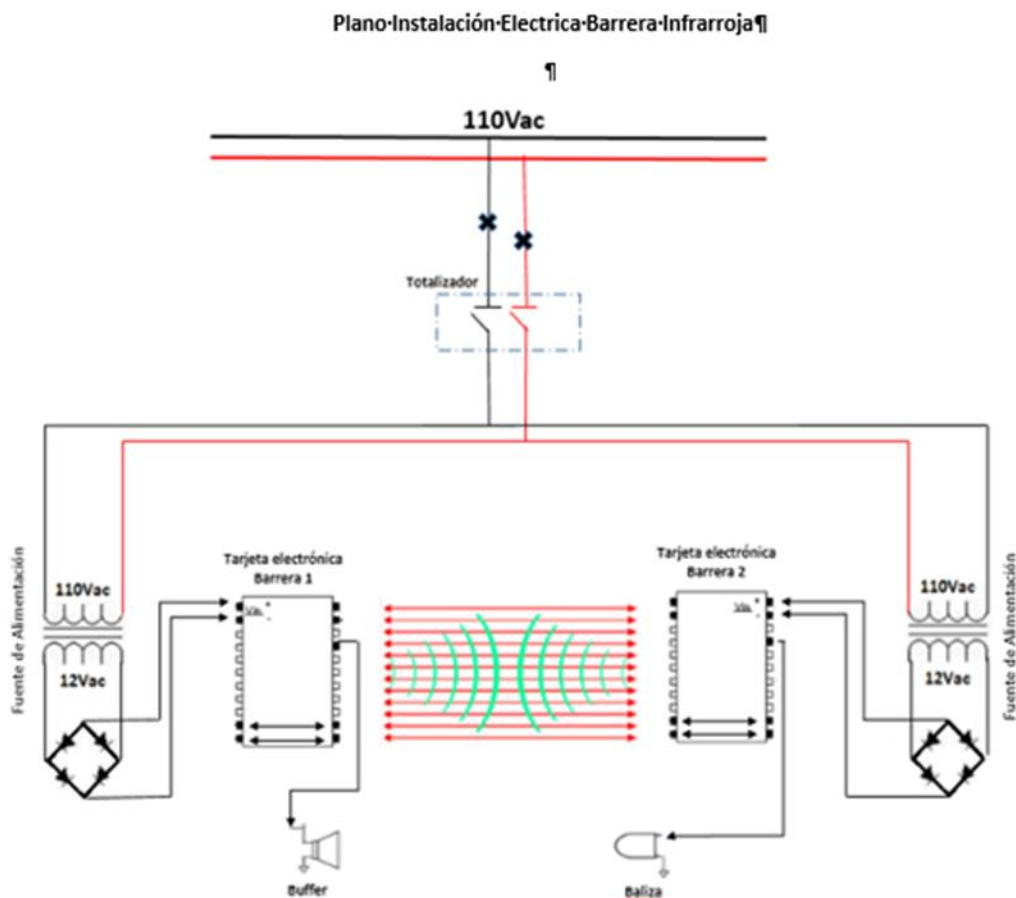 Plano·Instalación·Electrica·Barrera·Infrarroja¶
¶
110Vac
Totalizador
Fuente de Alimentación
110Vac
12Vac
Tarjeta electrónica
Barrera 1
+
-
Tarjeta electrónica
Barrera 2
+
-
110Vac
12Vac
Fuente de Alimentación
Buffer
Baliza